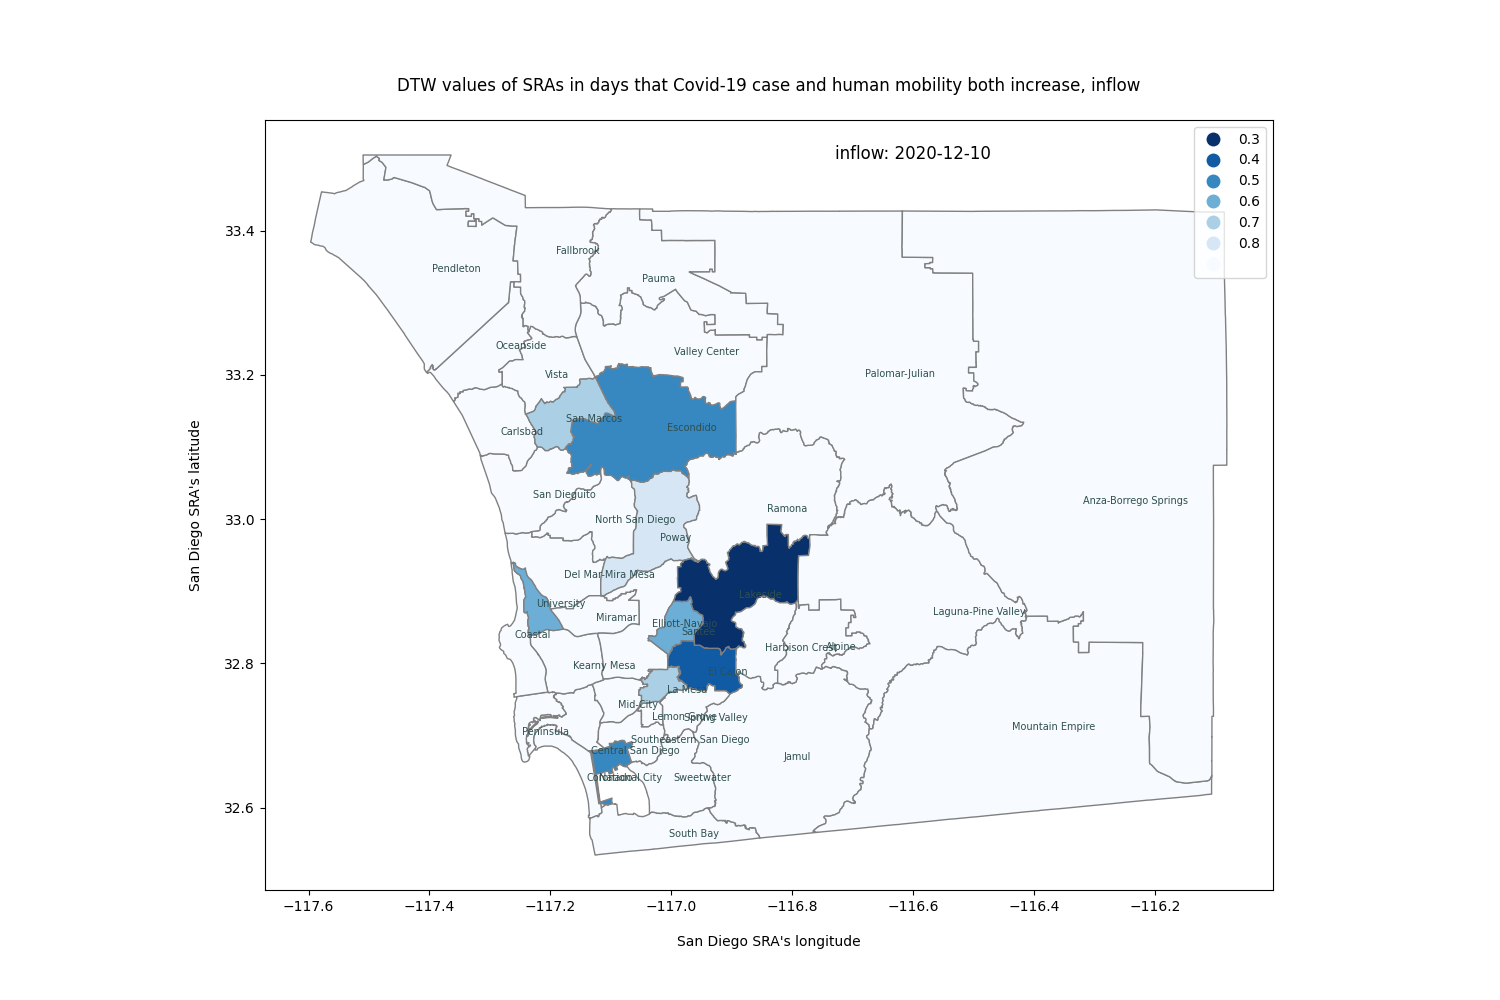 DTW values of SRAs in days that Covid-19 case and human mobility both increase, inflow
inflow: 2020-12-10
0.3
0.4
0.5
0.6
0.7
0.8
33.4
33.2
33.0
32.8
32.6
San Diego SRA's latitude
Fallbrook
Pendleton
Pauma
Oceanside
Valley Center
Vista
Palomar-Julian
San Marcos
Escondido
Carlsbad
San Dieguito
Anza-Borrego Springs
Ramona
North San Diego
Poway
Del Mar-Mira Mesa
Lakeside
University
Laguna-Pine Valley
Miramar
Elliott-Navajo
Santee
Coastal
Harbison Crest
Alpine
Kearny Mesa
El Cajon
La Mesa
Mid-City
Lemon Grove
Spring Valley
Mountain Empire
Peninsula
Southeastern San Diego
Central San Diego
Jamul
Coronado
National City
Sweetwater
South Bay
−117.6
−117.4
−117.2
−117.0
−116.8
−116.6
−116.4
−116.2
San Diego SRA's longitude